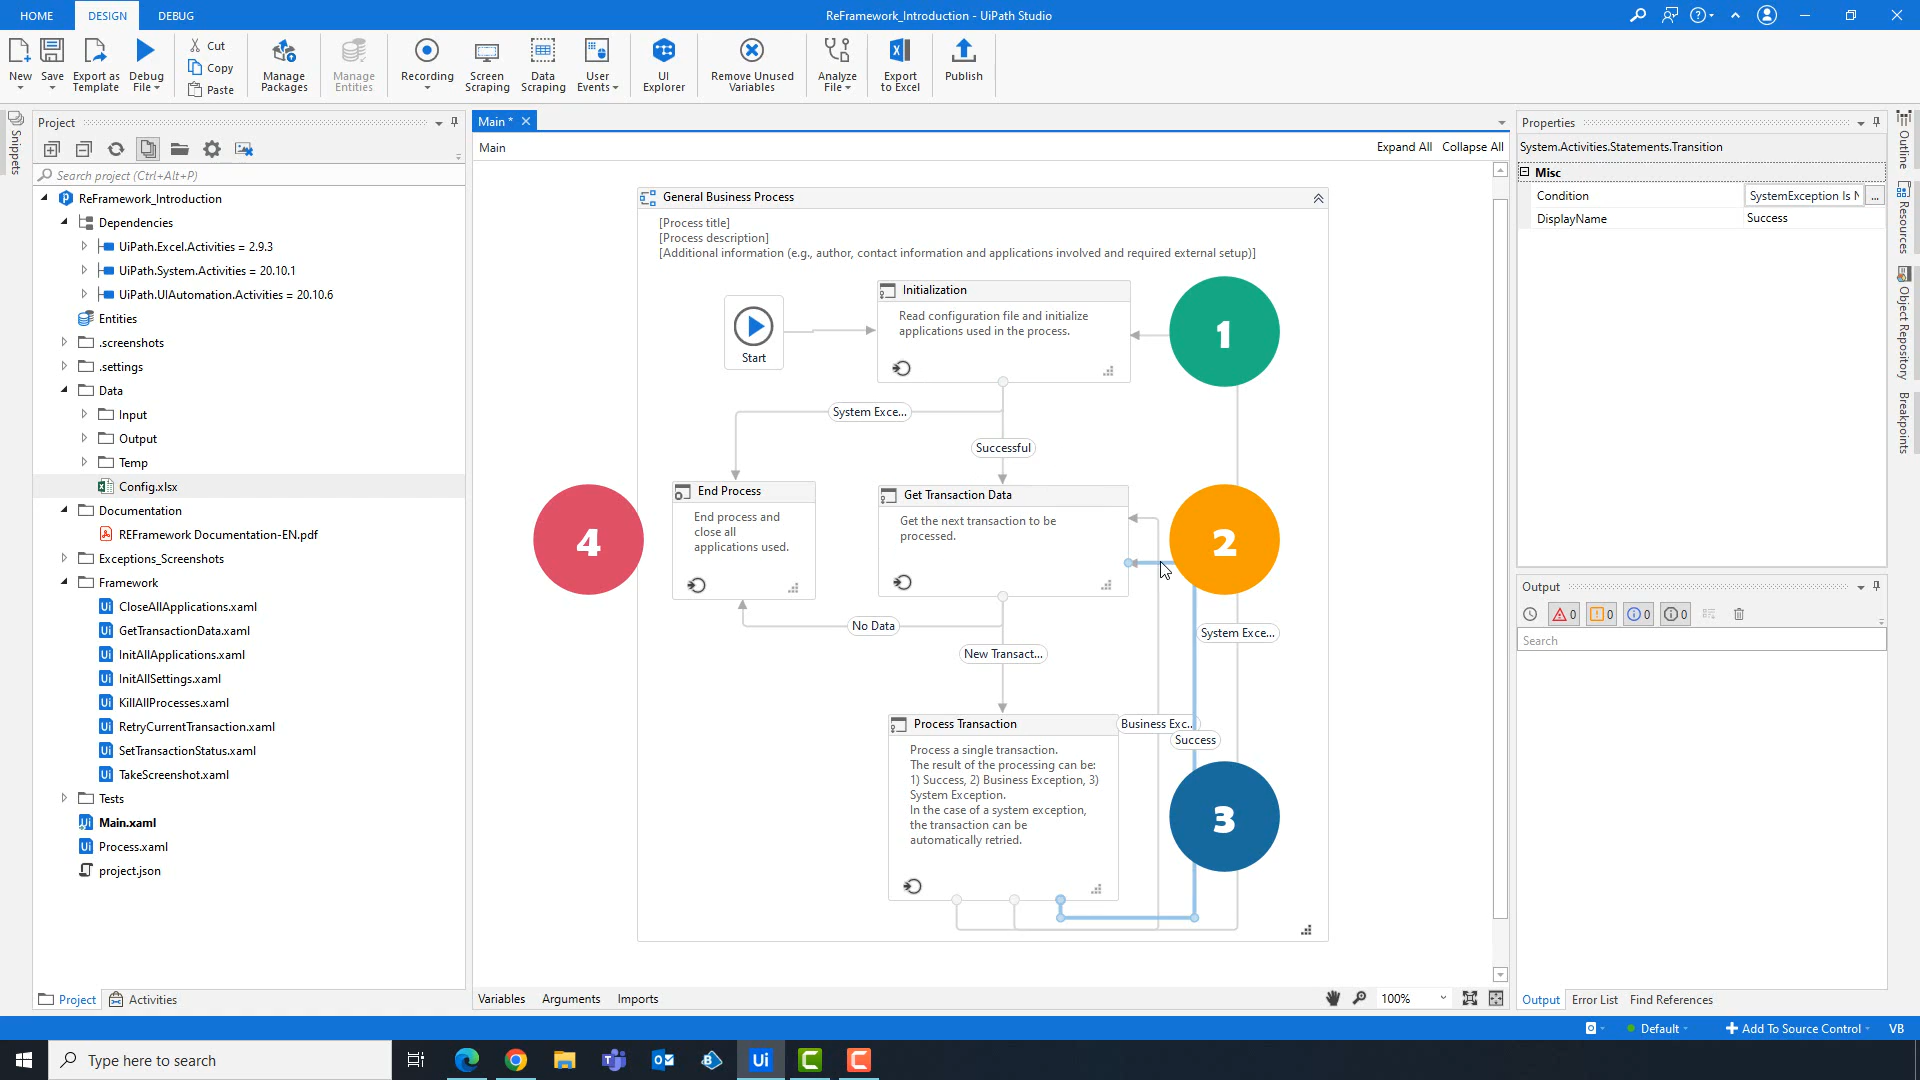 HOME
DESIGN
DEBUG
ReFramework_Introduction - UiPath Studio
New
Save
Export as Template
Debug File
Cut
Copy
Paste
Manage Packages
Manage Entities
Recording
Screen Scraping
Data Scraping
User Events
UI Explorer
Remove Unused Variables
Analyze File
Export to Excel
Publish
Snippets
Project
Search project (Ctrl+Alt+P)
ReFramework_Introduction
Dependencies
UiPath.Excel.Activities = 2.9.3
UiPath.System.Activities = 20.10.1
UiPath.UIAutomation.Activities = 20.10.6
Entities
.screenshots
.settings
Data
Input
Output
Temp
Config.xlsx
Documentation
REFramework Documentation-EN.pdf
Exceptions_Screenshots
Framework
CloseAllApplications.xaml
GetTransactionData.xaml
InitAllApplications.xaml
InitAllSettings.xaml
KillAllProcesses.xaml
RetryCurrentTransaction.xaml
SetTransactionStatus.xaml
TakeScreenshot.xaml
Tests
Main.xaml
Process.xaml
project.json
Project
Activities
Main *
Main
Expand All
Collapse All
General Business Process
[Process title]
[Process description]
[Additional information (e.g., author, contact information and applications involved and required external setup)]
Start
Initialization
Read configuration file and initialize
applications used in the process.
1
System Exce...
Successful
4
End Process
End process and
close all
applications used.
Get Transaction Data
Get the next transaction to be
processed.
2
No Data
New Transact...
System Exce...
Process Transaction
Process a single transaction.
The result of the processing can be:
1) Success, 2) Business Exception, 3)
System Exception.
In the case of a system exception,
the transaction can be
automatically retried.
Business Exc...
Success
3
Variables
Arguments
Imports
100%
Properties
System.Activities.Statements.Transition
Misc
Condition
SystemException Is N
...
DisplayName
Success
Output
0
0
0
0
Search
Output
Error List
Find References
Outline
Resources
Object Repository
Breakpoints
Default
Add To Source Control
VB
Type here to search
Ui